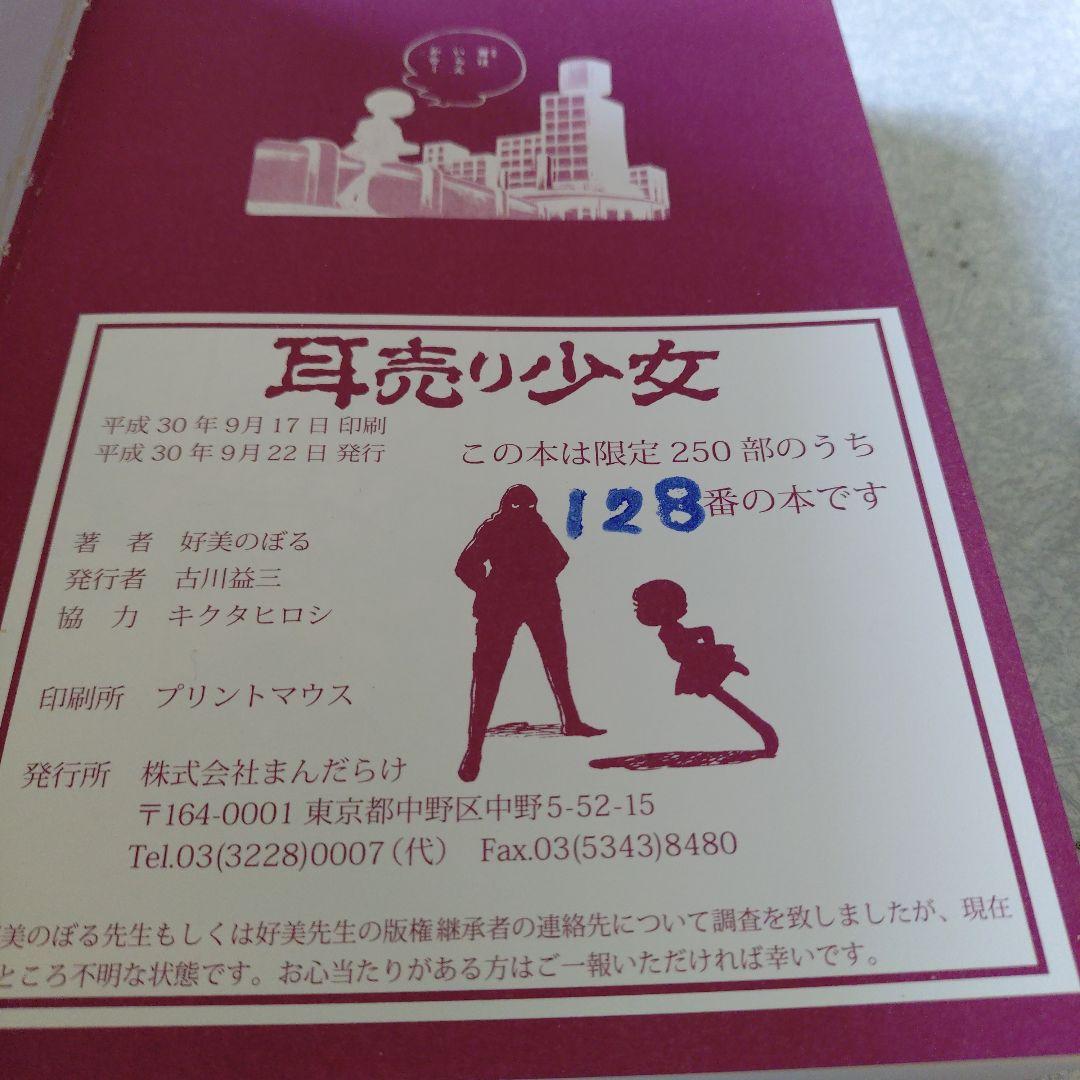 耳売り少女
平成30年9月17日 印刷
平成30年9月22日 発行
この本は限定250部のうち
128番の本です
著　者　好美のぼる
発行者　古川益三
協　力　キクタヒロシ
印刷所　プリントマウス
発行所　株式会社まんだらけ
〒164-0001 東京都中野区中野5-52-15
Tel.03(3228)0007（代）　Fax.03(5343)8480
美のぼる先生もしくは好美先生の版権継承者の連絡先について調査を致しましたが、現在
ところ不明な状態です。お心当たりがある方はご一報いただければ幸いです。